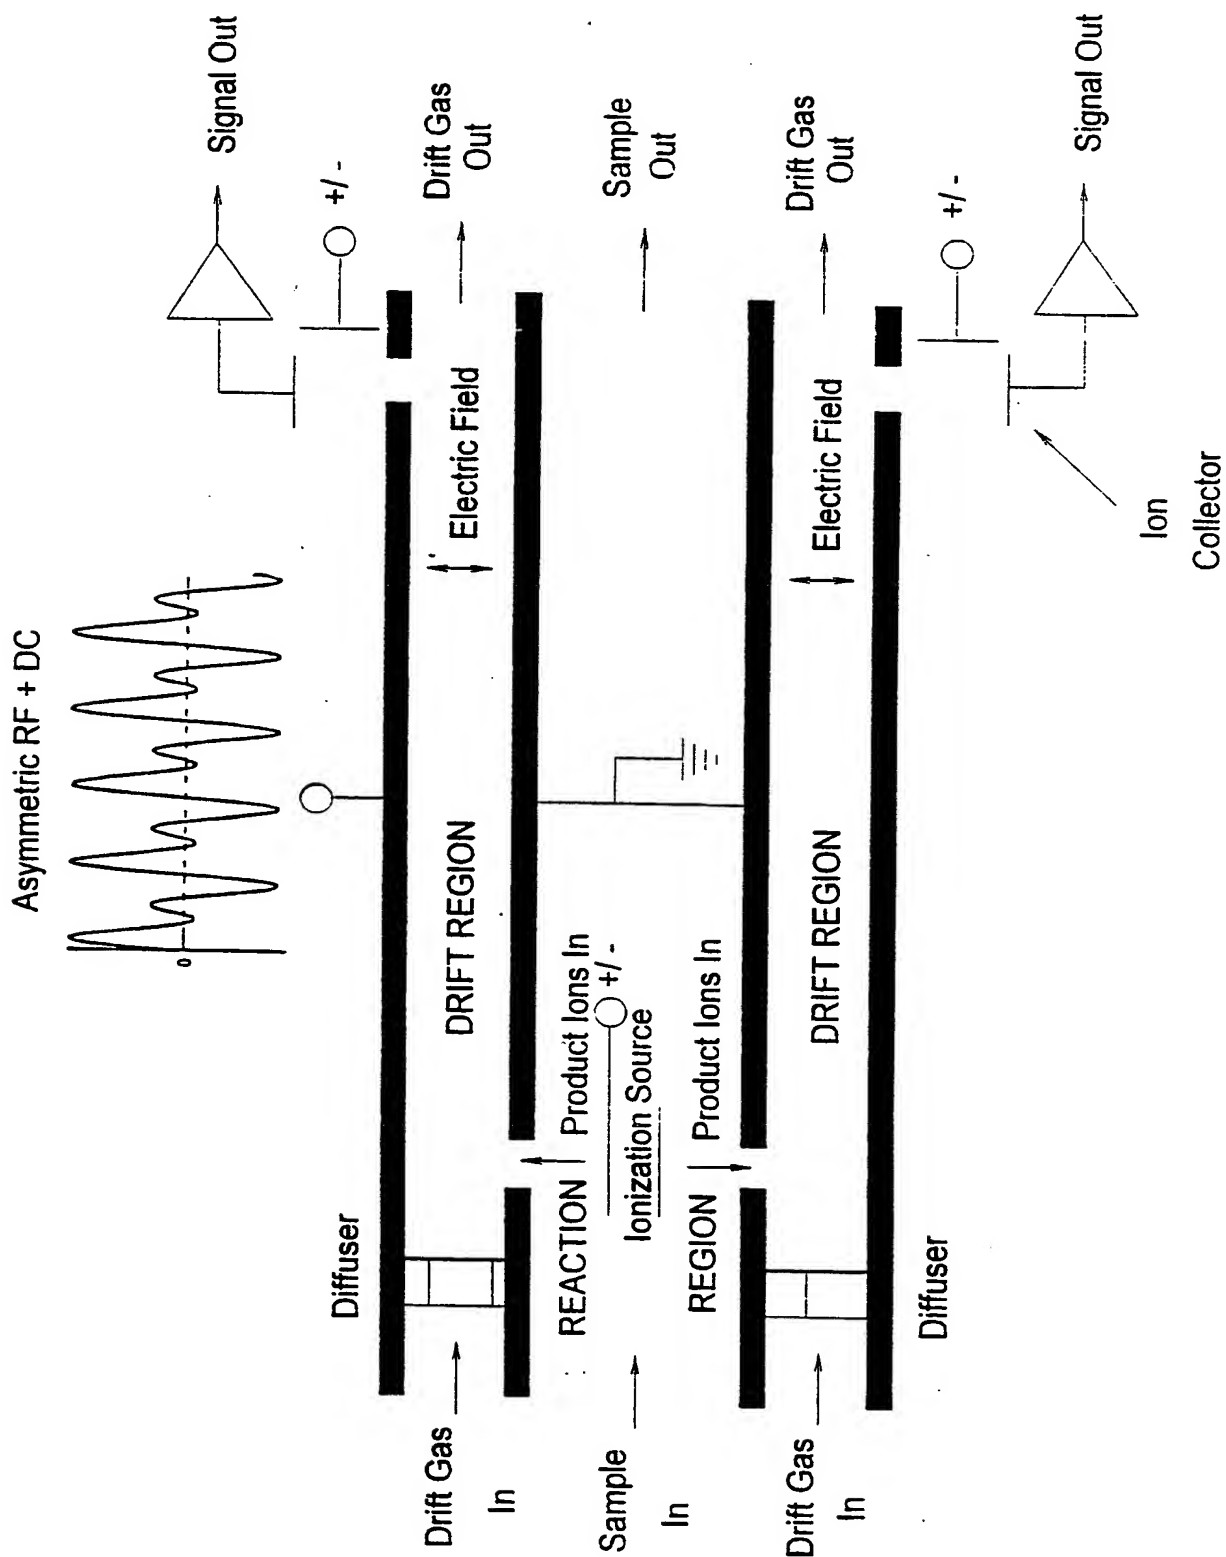 Asymetric RF + DC
0
Signal Out
+/-
Drift Gas
Out
Diffuser
DRIFT REGION
Electric Field
Drift Gas
In
Product Ions In
REACTION
+/-
Ionization Source
Sample
In
Sample
Out
REGION
Product Ions In
Drift Gas
In
DRIFT REGION
Electric Field
Drift Gas
Out
Diffuser
+/-
Signal Out
Ion
Collector